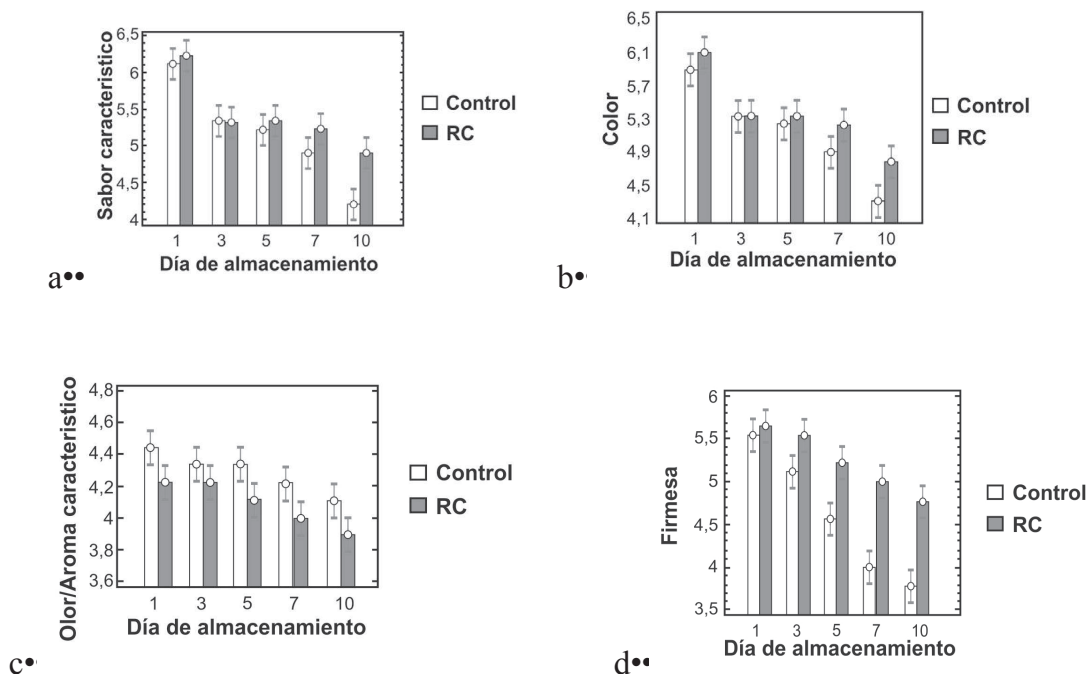 6,5
6
5,5
5
4,5
4
Sabor caracteristico
1 3 5 7 10
Día de almacenamiento
Control
RC
a••
6,5
6,1
5,7
5,3
4,9
4,5
4,1
Color
1 3 5 7 10
Día de almacenamiento
Control
RC
b•
4,8
4,6
4,4
4,2
4
3,8
3,6
Olor/Aroma caracteristico
1 3 5 7 10
Día de almacenamiento
Control
RC
c•
6
5,5
5
4,5
4
3,5
Firmesa
1 3 5 7 10
Día de almacenamiento
Control
RC
d••